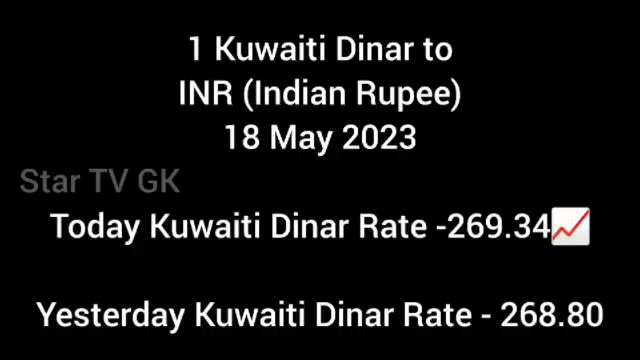 1 Kuwaiti Dinar to
INR (Indian Rupee)
18 May 2023
Star TV GK
Today Kuwaiti Dinar Rate -269.34📈
Yesterday Kuwaiti Dinar Rate - 268.80